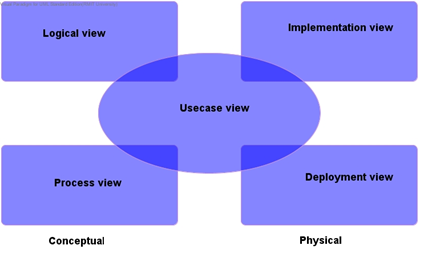 Logical view
Implementation view
Usecase view
Process view
Deployment view
Conceptual
Physical